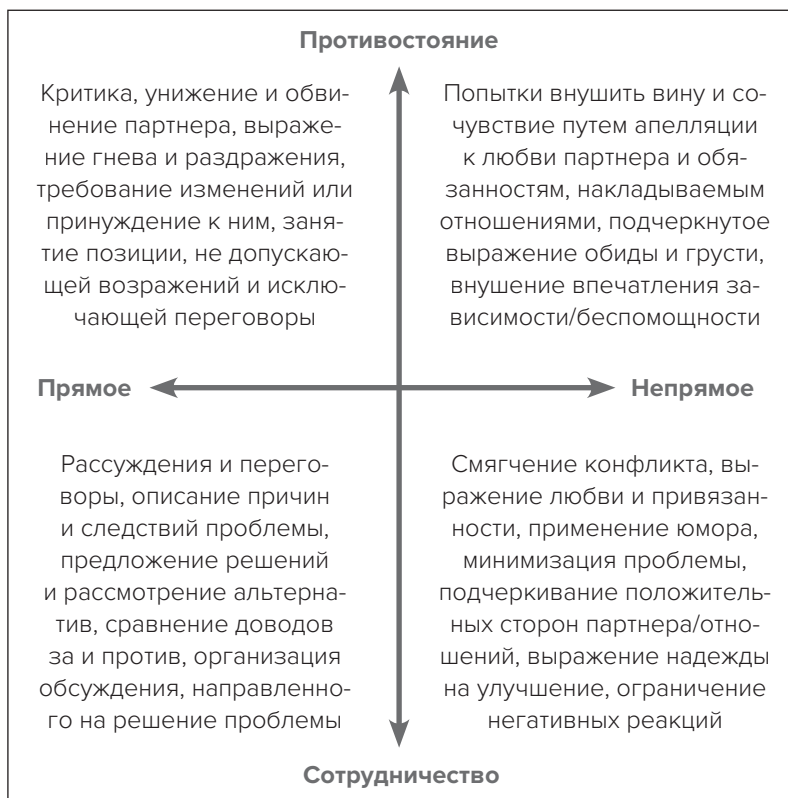 Противостояние
Критика, унижение и обви-
нение партнера, выраже-
ние гнева и раздражения,
требование изменений или
принуждение к ним, заня-
тие позиции, не допускаю-
щей возражений и исклю-
чающей переговоры
Попытки внушить вину и со-
чувствие путем апелляции
к любви партнера и обя-
занностям, накладываемым
отношениями, подчеркнутое
выражение обиды и грусти,
внушение впечатления за-
висимости/беспомощности
Прямое
Непрямое
Рассуждения и перего-
воры, описание причин
и следствий проблемы,
предложение решений
и рассмотрение альтерна-
тив, сравнение доводов
за и против, организация
обсуждения, направленно-
го на решение проблемы
Смягчение конфликта, вы-
ражение любви и привязан-
ности, применение юмора,
минимизация проблемы,
подчеркивание положитель-
ных сторон партнера/отно-
шений, выражение надежды
на улучшение, ограничение
негативных реакций
Сотрудничество